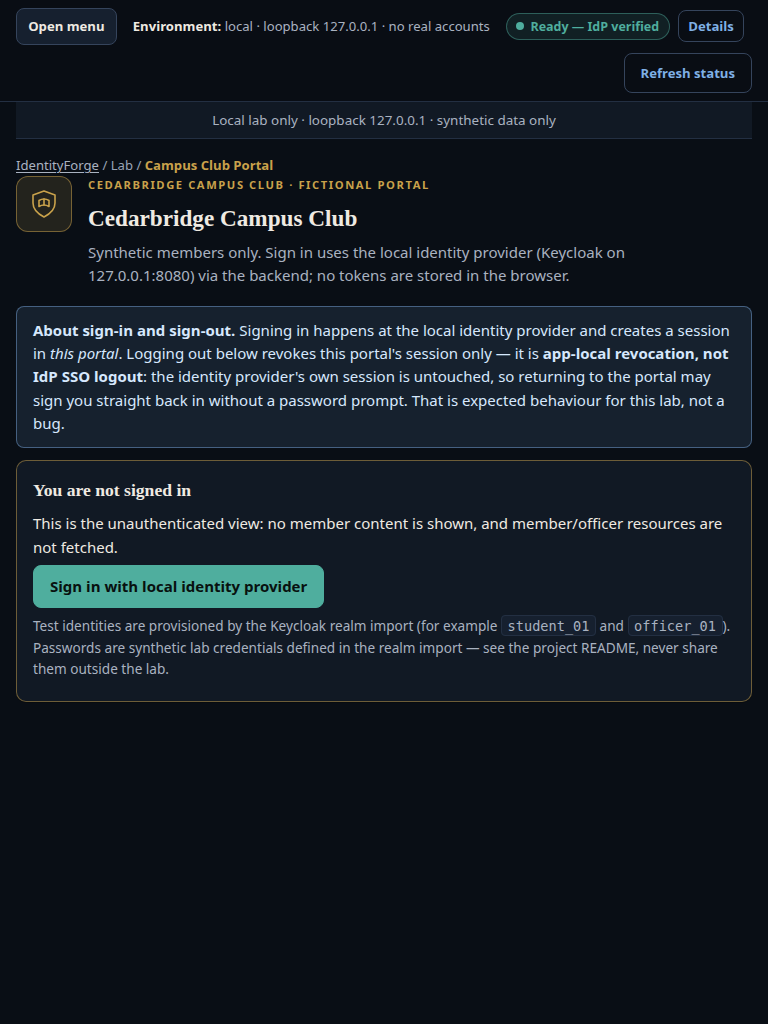 Open menu
Environment: local · loopback 127.0.0.1 · no real accounts
Ready — IdP verified
Details
Refresh status
Local lab only · loopback 127.0.0.1 · synthetic data only
IdentityForge / Lab / Campus Club Portal
CEDARBRIDGE CAMPUS CLUB · FICTIONAL PORTAL
Cedarbridge Campus Club
Synthetic members only. Sign in uses the local identity provider (Keycloak on
127.0.0.1:8080) via the backend; no tokens are stored in the browser.
About sign-in and sign-out. Signing in happens at the local identity provider and creates a session
in this portal. Logging out below revokes this portal's session only — it is app-local revocation, not
IdP SSO logout: the identity provider's own session is untouched, so returning to the portal may
sign you straight back in without a password prompt. That is expected behaviour for this lab, not a
bug.
You are not signed in
This is the unauthenticated view: no member content is shown, and member/officer resources are
not fetched.
Sign in with local identity provider
Test identities are provisioned by the Keycloak realm import (for example student_01 and officer_01).
Passwords are synthetic lab credentials defined in the realm import — see the project README, never share
them outside the lab.